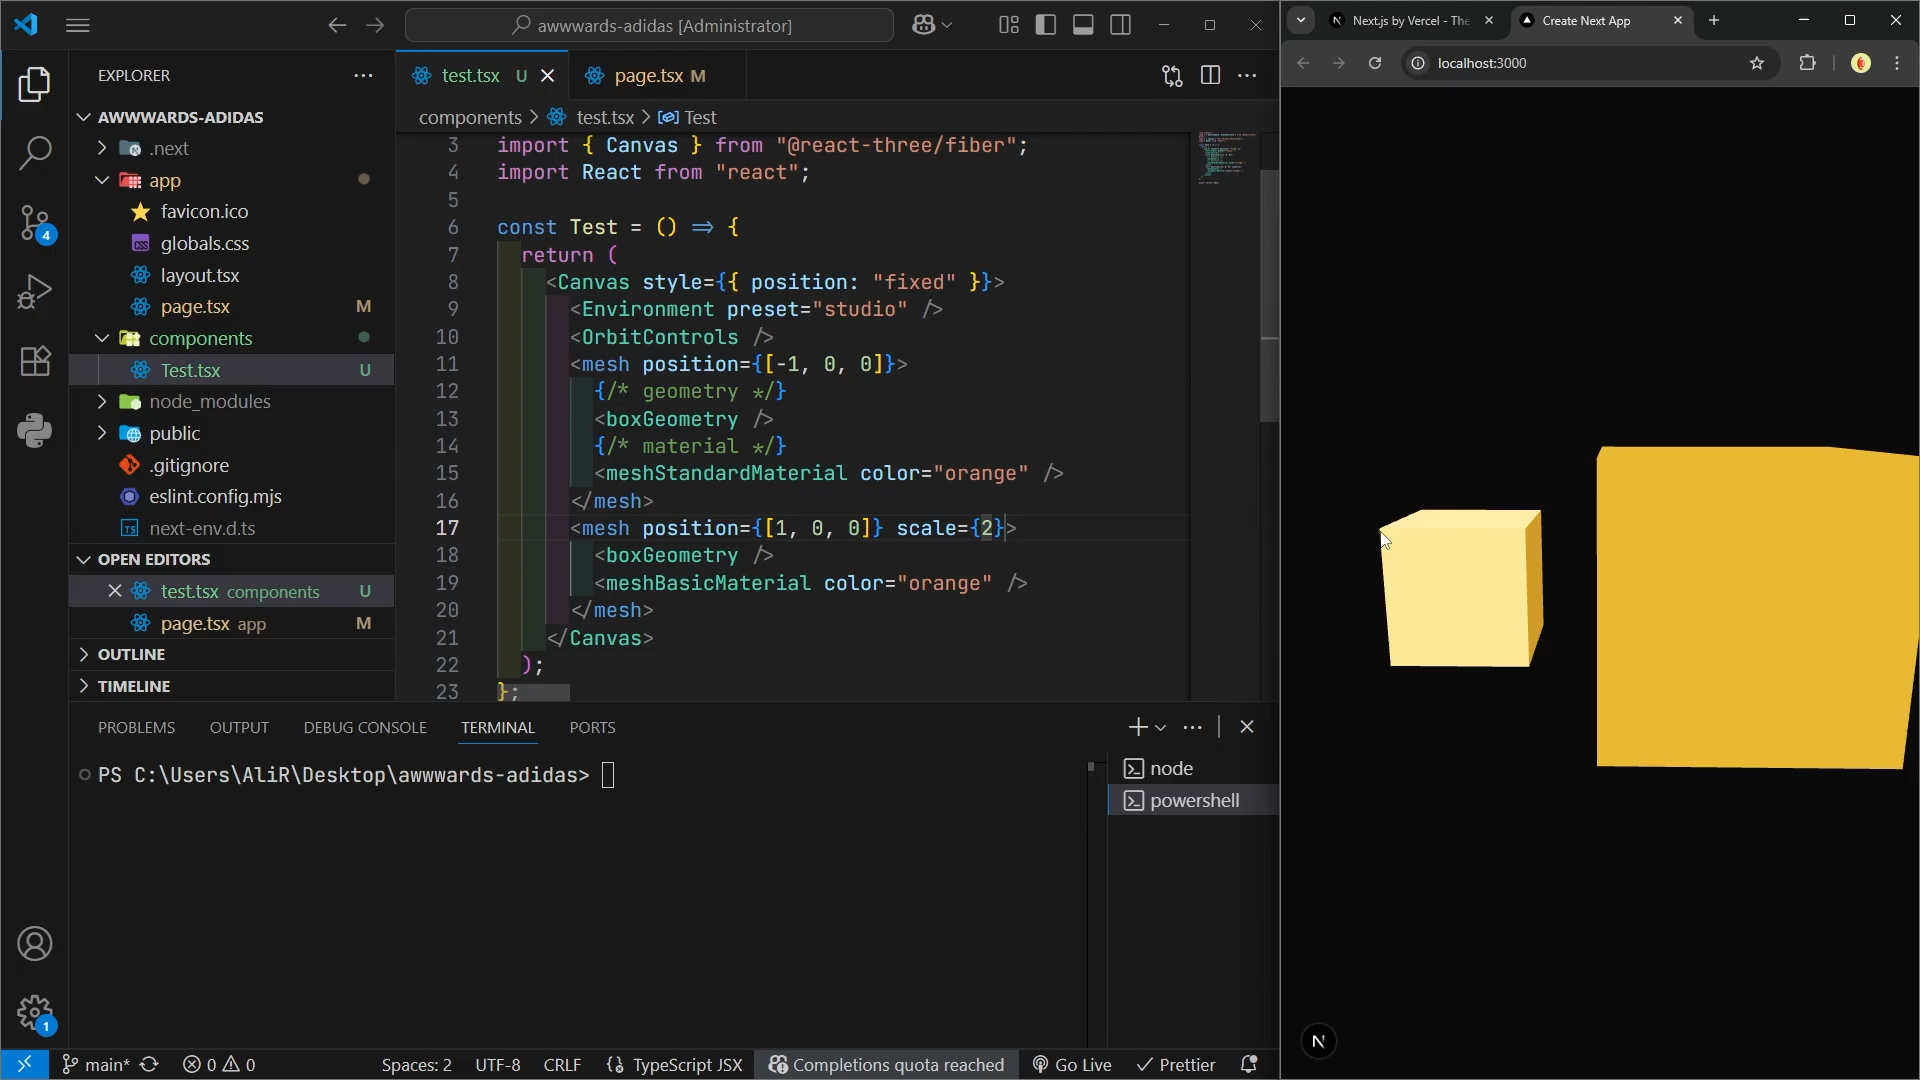 awwwards-adidas [Administrator]
EXPLORER
AWWWARDS-ADIDAS
.next
app
favicon.ico
globals.css
layout.tsx
page.tsx M
components
Test.tsx U
node_modules
public
.gitignore
eslint.config.mjs
next-env.d.ts
OPEN EDITORS
test.tsx components U
page.tsx app M
OUTLINE
TIMELINE
4
1
test.tsx U
page.tsx M
components > test.tsx > Test
3 import { Canvas } from "@react-three/fiber";
4 import React from "react";
5
6 const Test = () => {
7 return (
8 <Canvas style={{ position: "fixed" }}>
9 <Environment preset="studio" />
10 <OrbitControls />
11 <mesh position={[-1, 0, 0]}>
12 {/* geometry */}
13 <boxGeometry />
14 {/* material */}
15 <meshStandardMaterial color="orange" />
16 </mesh>
17 <mesh position={[1, 0, 0]} scale={2}>
18 <boxGeometry />
19 <meshBasicMaterial color="orange" />
20 </mesh>
21 </Canvas>
22 );
23 };
PROBLEMS OUTPUT DEBUG CONSOLE TERMINAL PORTS
PS C:\Users\AliR\Desktop\awwwards-adidas>
node
powershell
main* 0 0 Spaces: 2 UTF-8 CRLF TypeScript JSX Completions quota reached Go Live Prettier
Next.js by Vercel - The
Create Next App
localhost:3000
N